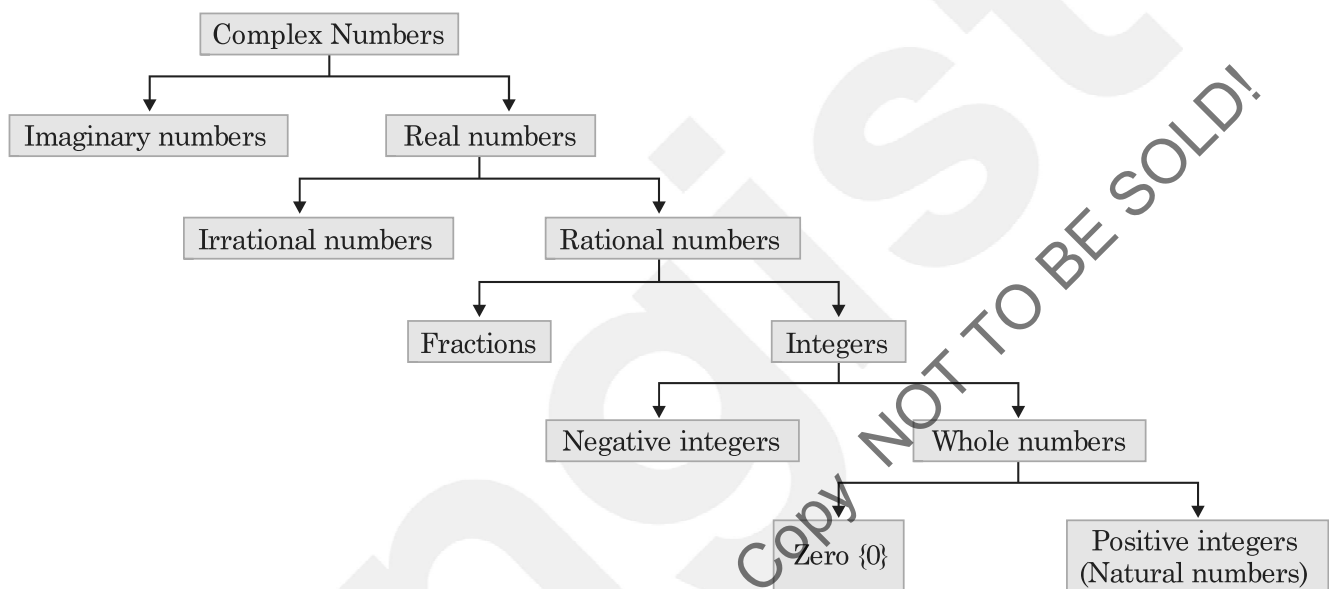 Complex Numbers
Imaginary numbers
Real numbers
Irrational numbers
Rational numbers
Fractions
Integers
Negative integers
Whole numbers
Zero {0}
Positive integers
(Natural numbers)
Copy NOT TO BE SOLD!